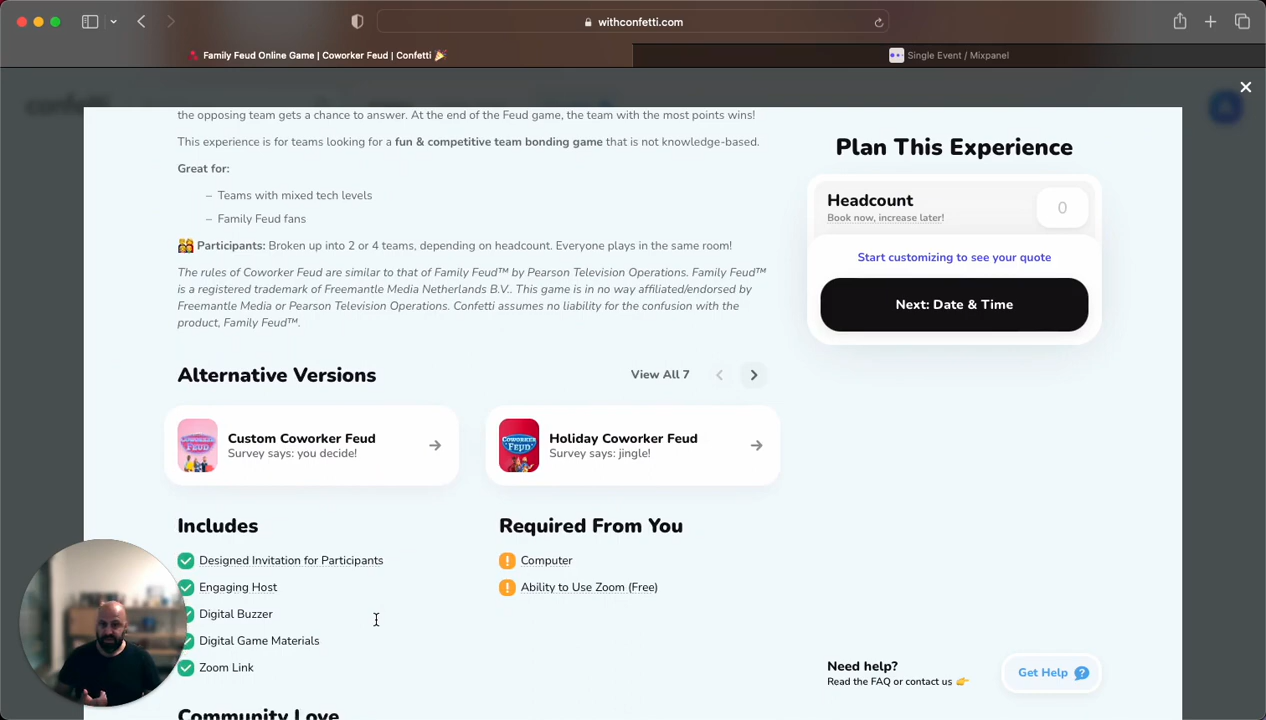 withconfetti.com
Family Feud Online Game | Coworker Feud | Confetti 🎉
Single Event / Mixpanel
the opposing team gets a chance to answer. At the end of the Feud game, the team with the most points wins!
This experience is for teams looking for a fun & competitive team bonding game that is not knowledge-based.
Great for:
– Teams with mixed tech levels
– Family Feud fans
Participants: Broken up into 2 or 4 teams, depending on headcount. Everyone plays in the same room!
The rules of Coworker Feud are similar to that of Family Feud™ by Pearson Television Operations. Family Feud™
is a registered trademark of Freemantle Media Netherlands B.V.. This game is in no way affiliated/endorsed by
Freemantle Media or Pearson Television Operations. Confetti assumes no liability for the confusion with the
product, Family Feud™.
Plan This Experience
Headcount
0
Book now, increase later!
Start customizing to see your quote
Next: Date & Time
Alternative Versions
View All 7
Custom Coworker Feud
Survey says: you decide!
COWORKER FEUD
Holiday Coworker Feud
Survey says: jingle!
Includes
Designed Invitation for Participants
Engaging Host
Digital Buzzer
Digital Game Materials
Zoom Link
Required From You
Computer
Ability to Use Zoom (Free)
Community Love
Need help?
Read the FAQ or contact us 👉
Get Help